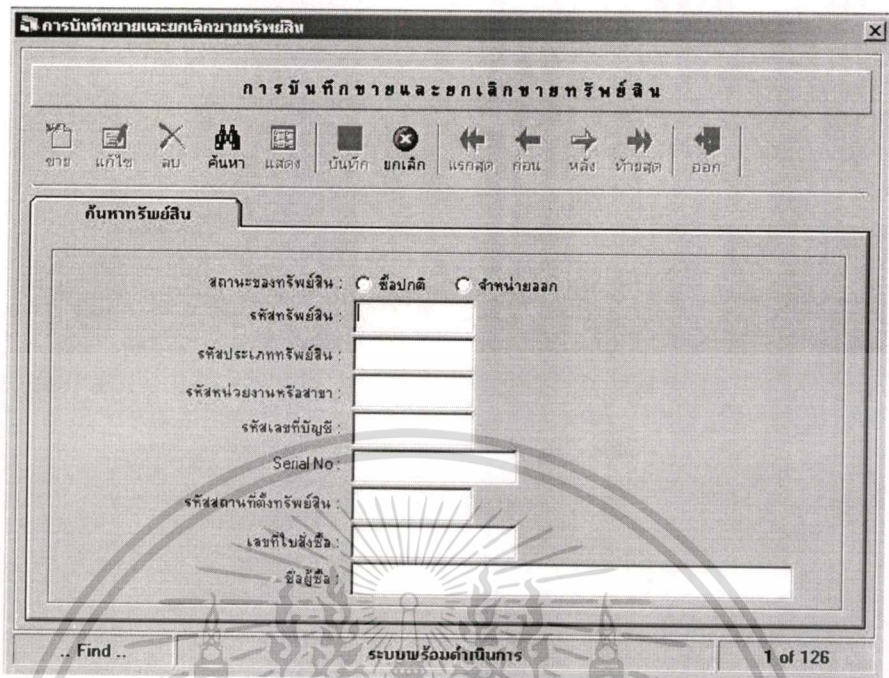 การบันทึกขายและยกเลิกขายทรัพย์สิน
การบันทึกขายและยกเลิกขายทรัพย์สิน
ขาย แก้ไข ลบ ค้นหา แสดง บันทึก ยกเลิก แรกสุด ก่อน หลัง ท้ายสุด ออก
ค้นหาทรัพย์สิน
สถานะของทรัพย์สิน : ซื้อปกติ จำหน่ายออก
รหัสทรัพย์สิน :
รหัสประเภททรัพย์สิน :
รหัสหน่วยงานหรือสาขา :
รหัสเลขที่บัญชี :
Serial No :
รหัสสถานที่ตั้งทรัพย์สิน :
เลขที่ใบสั่งซื้อ :
ชื่อผู้ซื้อ :
.. Find .. ระบบพร้อมดำเนินการ 1 of 126